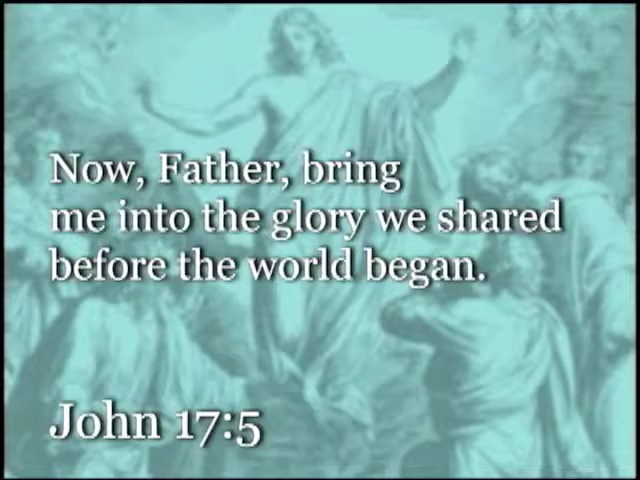 Now, Father, bring
me into the glory we shared
before the world began.
John 17:5